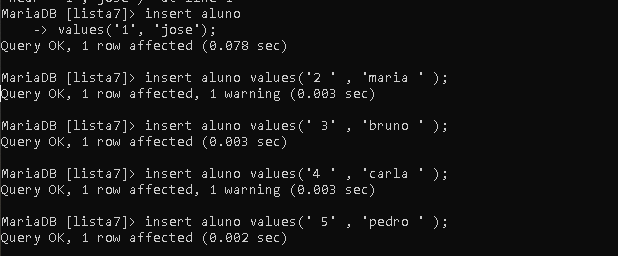 MariaDB [lista7]> insert aluno
-> values('1', 'jose');
Query OK, 1 row affected (0.078 sec)
MariaDB [lista7]> insert aluno values('2 ' , 'maria ' );
Query OK, 1 row affected, 1 warning (0.003 sec)
MariaDB [lista7]> insert aluno values(' 3' , 'bruno ' );
Query OK, 1 row affected (0.003 sec)
MariaDB [lista7]> insert aluno values('4 ' , 'carla ' );
Query OK, 1 row affected, 1 warning (0.003 sec)
MariaDB [lista7]> insert aluno values(' 5' , 'pedro ' );
Query OK, 1 row affected (0.002 sec)